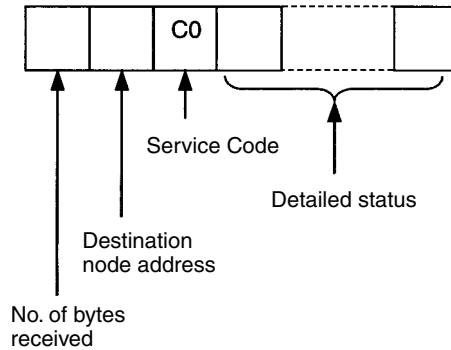 C0
Service Code
Detailed status
Destination
node address
No. of bytes
received